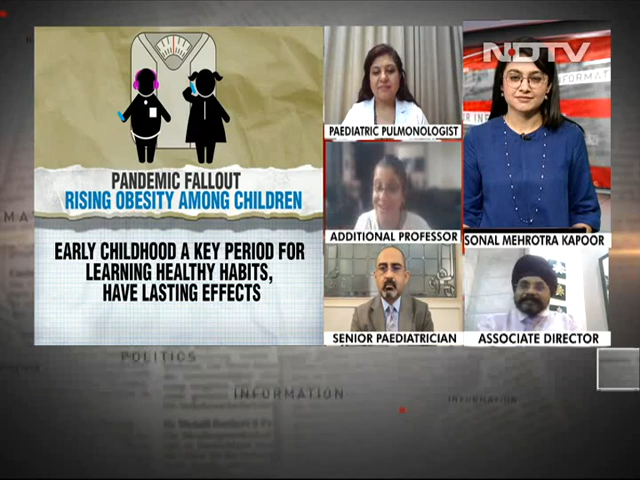 NDTV
PANDEMIC FALLOUT
RISING OBESITY AMONG CHILDREN
EARLY CHILDHOOD A KEY PERIOD FOR
LEARNING HEALTHY HABITS,
HAVE LASTING EFFECTS
PAEDIATRIC PULMONOLOGIST
ADDITIONAL PROFESSOR
SONAL MEHROTRA KAPOOR
SENIOR PAEDIATRICIAN
ASSOCIATE DIRECTOR
POLITICS
INFORMATION
INFORMATION